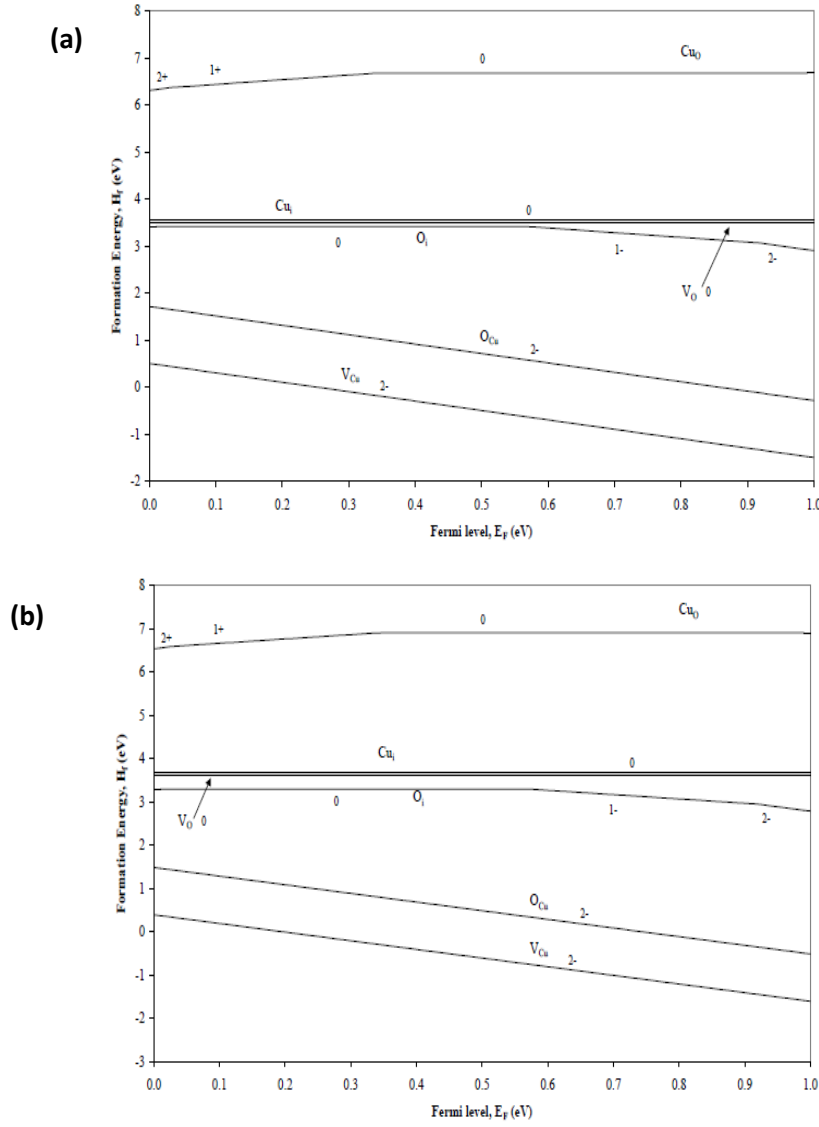 (a)
8
7
6
5
4
3
2
1
0
-1
-2
Formation Energy, H_f (eV)
2+
1+
0
Cu_O
Cu_i
0
0
O_i
1-
2-
V_O 0
O_Cu
2-
V_Cu
2-
0.0 0.1 0.2 0.3 0.4 0.5 0.6 0.7 0.8 0.9 1.0
Fermi level, E_F (eV)
(b)
8
7
6
5
4
3
2
1
0
-1
-2
-3
Formation Energy, H_f (eV)
2+
1+
0
Cu_O
Cu_i
0
V_O 0
0
O_i
1-
2-
O_Cu
2-
V_Cu
2-
0.0 0.1 0.2 0.3 0.4 0.5 0.6 0.7 0.8 0.9 1.0
Fermi level, E_F (eV)